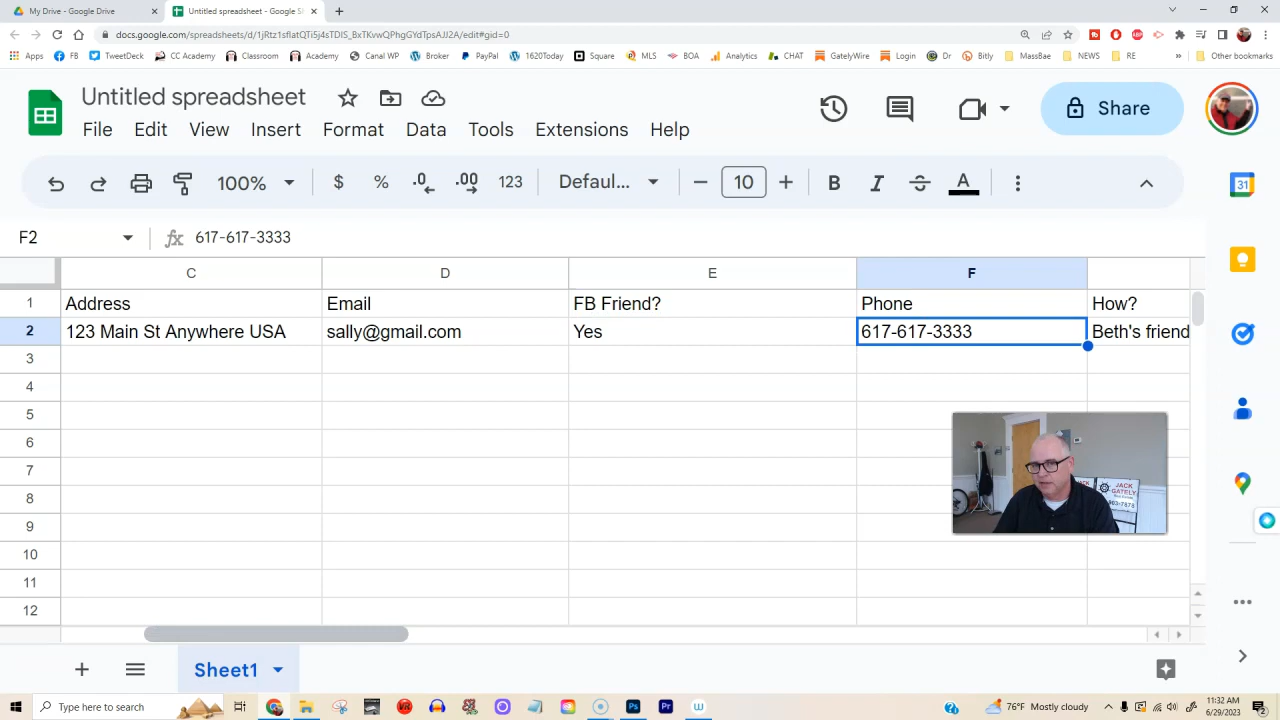 My Drive - Google Drive
Untitled spreadsheet - Google Sh
docs.google.com/spreadsheets/d/1jRtz1sflatQTi5j4sTDIS_BxTKvwQPhgGYdTpsAJJ2A/edit#gid=0
Apps FB TweetDeck CC Academy Classroom Academy Canal WP Broker PayPal 1620Today Square MLS BOA Analytics CHAT GatelyWire Login Dr Bitly MassBae NEWS RE » Other bookmarks
Untitled spreadsheet
Share
File Edit View Insert Format Data Tools Extensions Help
100% $ % .0 .00 123 Defaul... 10 B I S A
F2 fx 617-617-3333
C D E F
1 Address Email FB Friend? Phone How?
2 123 Main St Anywhere USA sally@gmail.com Yes 617-617-3333 Beth's friend
3
4
5
6
7
8
9
10
11
12
JACK
GATELY
Sheet1
Type here to search
76°F Mostly cloudy
11:32 AM
6/29/2023